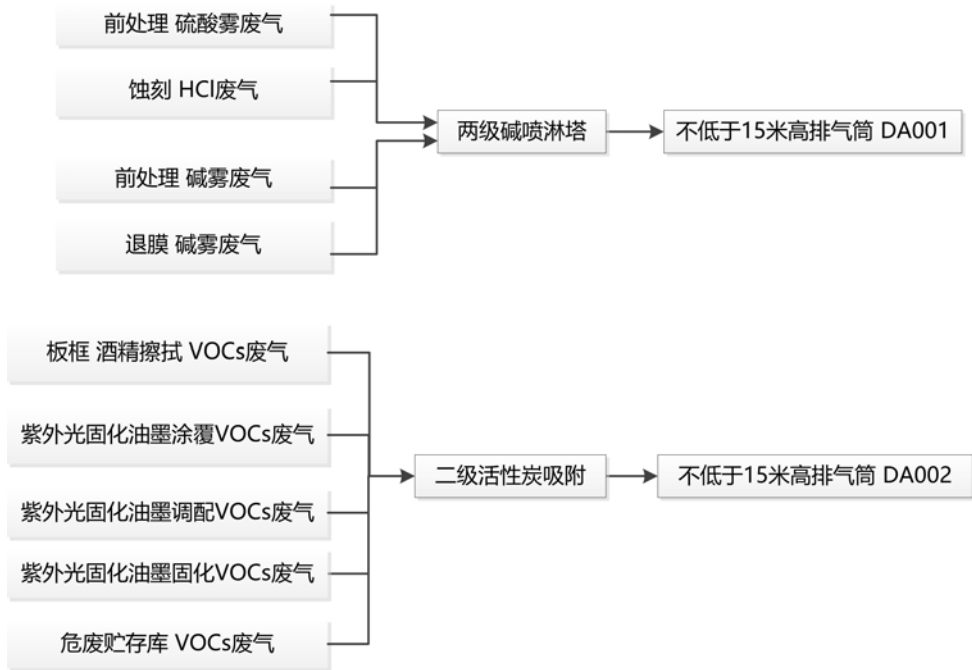 前处理 硫酸雾废气
蚀刻 HCl废气
两级碱喷淋塔
不低于15米高排气筒 DA001
前处理 碱雾废气
退膜 碱雾废气
板框 酒精擦拭 VOCs废气
紫外光固化油墨涂覆VOCs废气
二级活性炭吸附
不低于15米高排气筒 DA002
紫外光固化油墨调配VOCs废气
紫外光固化油墨固化VOCs废气
危废贮存库 VOCs废气